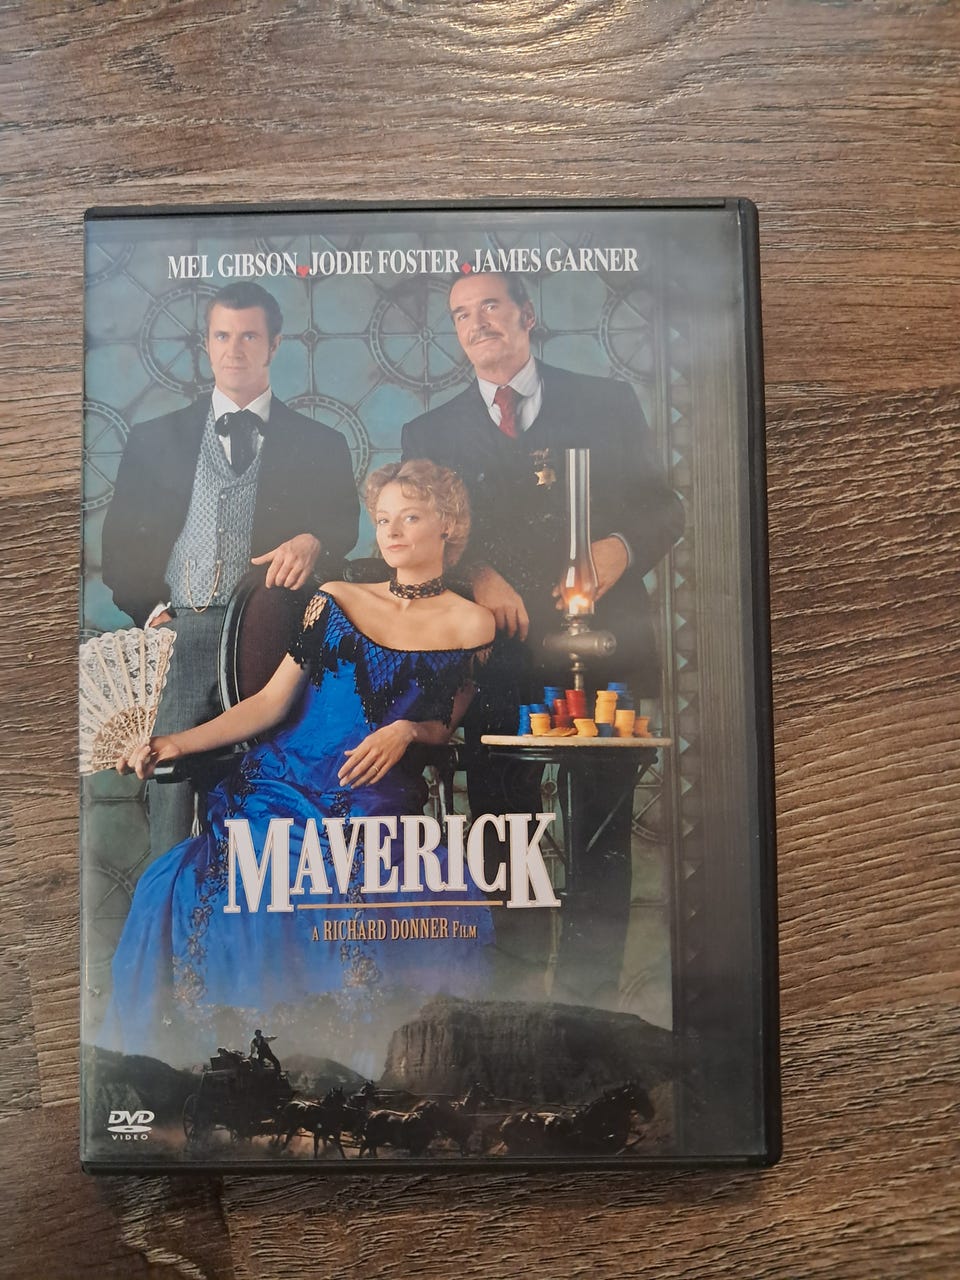 MEL GIBSON JODIE FOSTER JAMES GARNER
MAVERICK
A RICHARD DONNER FILM
DVD
VIDEO